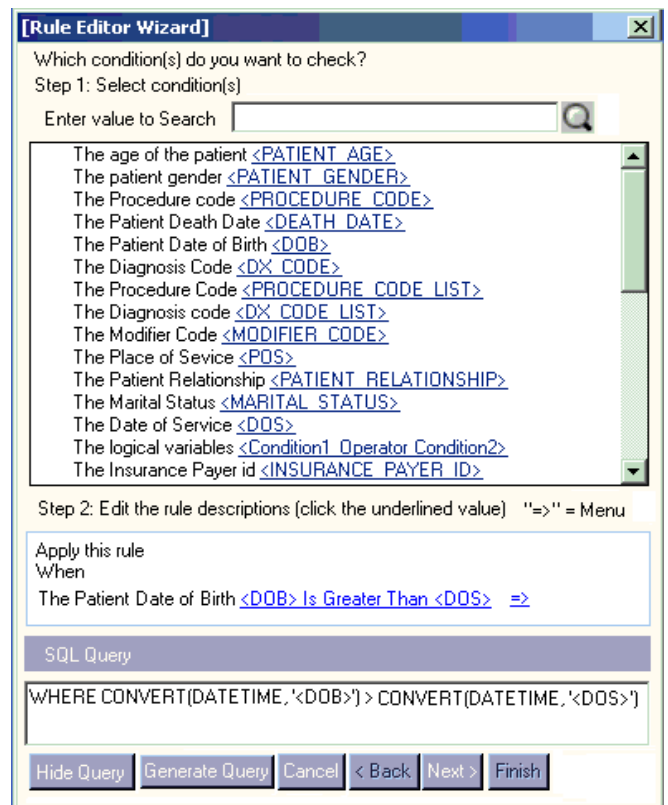 [Rule Editor Wizard]
Which condition(s) do you want to check?
Step 1: Select condition(s)
Enter value to Search
The age of the patient <PATIENT_AGE>
The patient gender <PATIENT_GENDER>
The Procedure code <PROCEDURE_CODE>
The Patient Death Date <DEATH_DATE>
The Patient Date of Birth <DOB>
The Diagnosis Code <DX_CODE>
The Procedure Code <PROCEDURE_CODE_LIST>
The Diagnosis code <DX_CODE_LIST>
The Modifier Code <MODIFIER_CODE>
The Place of Sevice <POS>
The Patient Relationship <PATIENT_RELATIONSHIP>
The Marital Status <MARITAL_STATUS>
The Date of Service <DOS>
The logical variables <Condition1_Operator_Condition2>
The Insurance Payer id <INSURANCE_PAYER_ID>
Step 2: Edit the rule descriptions (click the underlined value) "=>" = Menu
Apply this rule
When
The Patient Date of Birth <DOB> Is Greater Than <DOS> =>
SQL Query
WHERE CONVERT(DATETIME, '<DOB>') > CONVERT(DATETIME, '<DOS>')
Hide Query Generate Query Cancel < Back Next > Finish